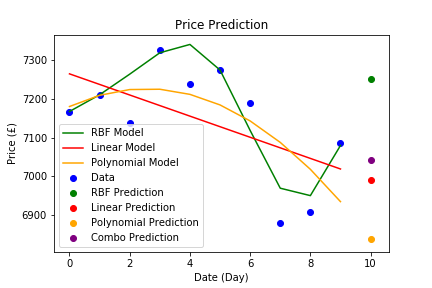 Price Prediction
Price (£)
7300
7200
7100
7000
6900
RBF Model
Linear Model
Polynomial Model
Data
RBF Prediction
Linear Prediction
Polynomial Prediction
Combo Prediction
0 2 4 6 8 10
Date (Day)